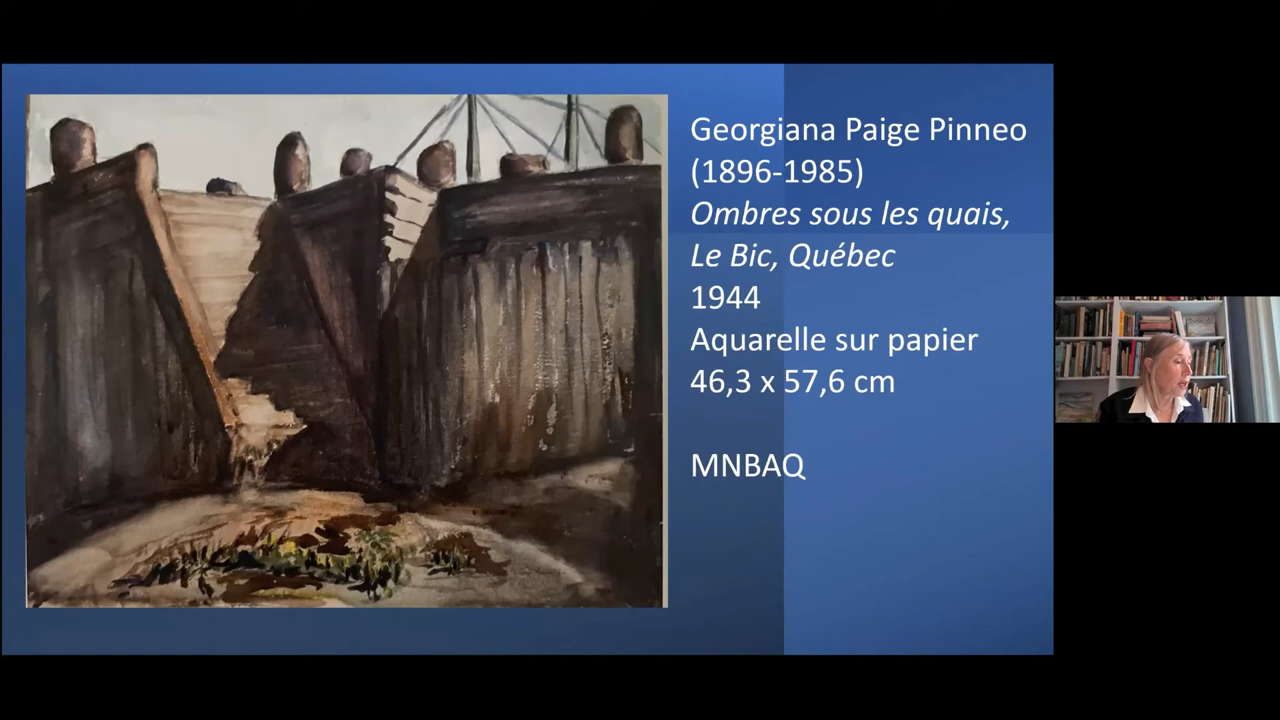 Georgiana Paige Pinneo
(1896-1985)
Ombres sous les quais,
Le Bic, Québec
1944
Aquarelle sur papier
46,3 x 57,6 cm
MNBAQ